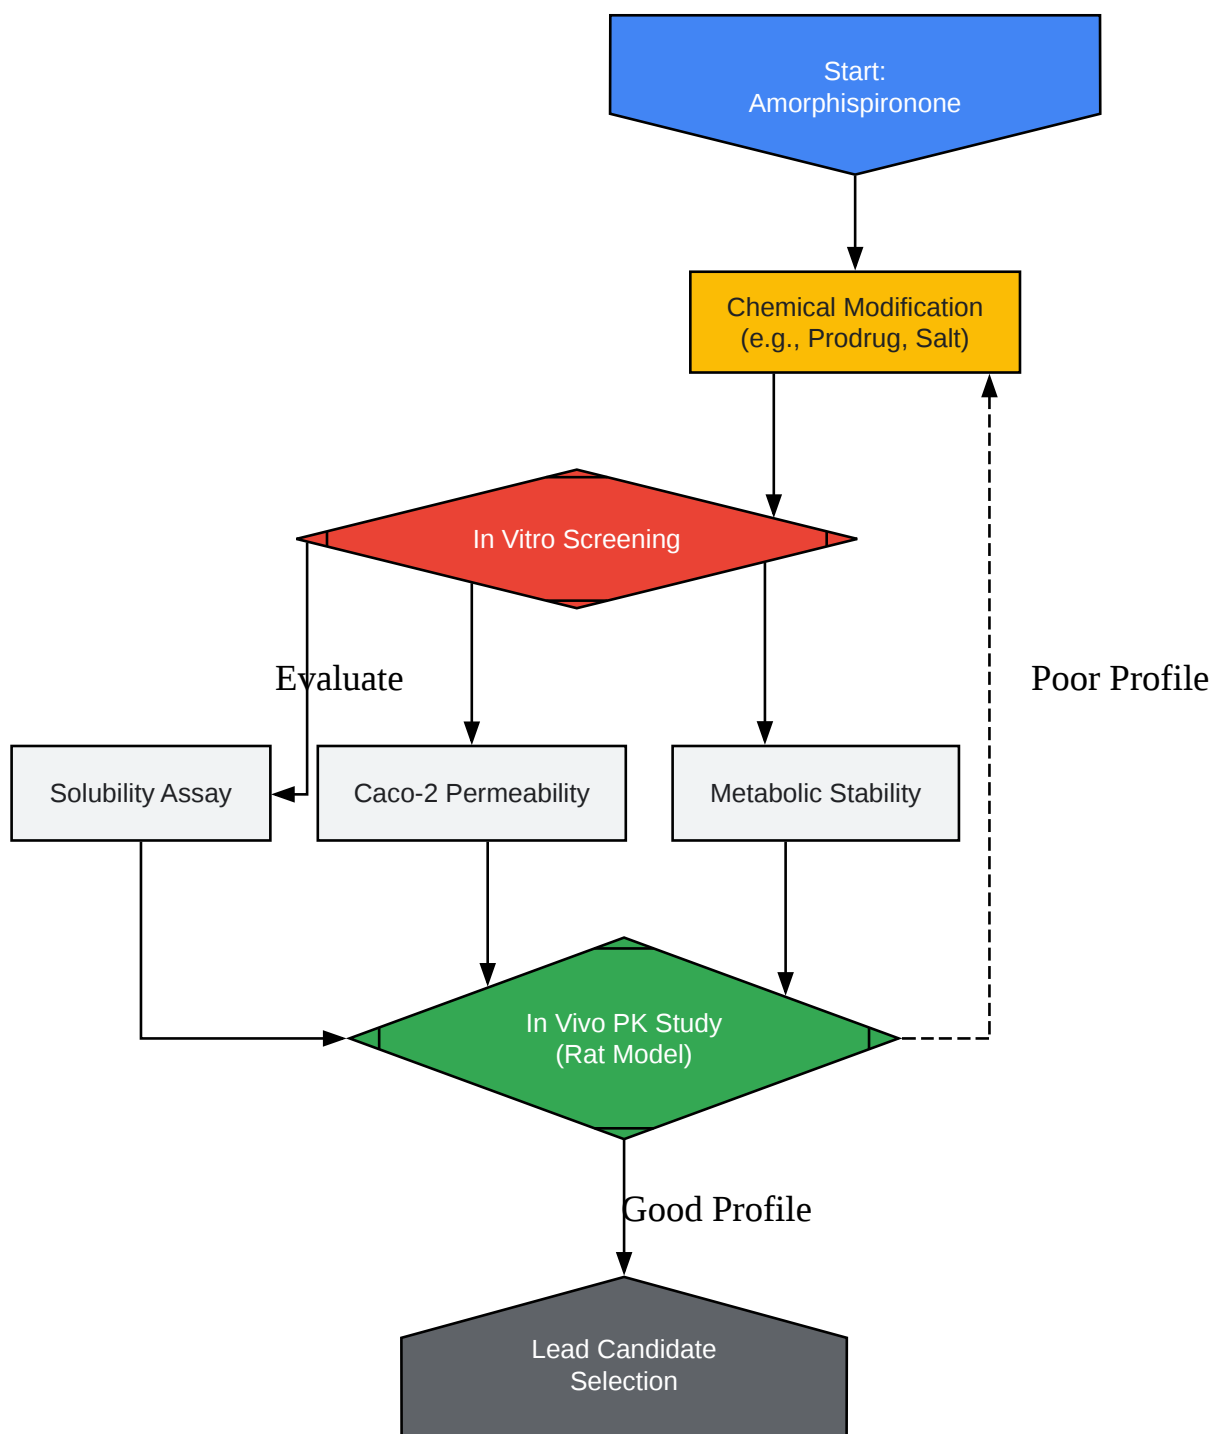 Start:
Amorphispironone
Chemical Modification
(e.g., Prodrug, Salt)
In Vitro Screening
Evaluate
Poor Profile
Solubility Assay
Caco-2 Permeability
Metabolic Stability
In Vivo PK Study
(Rat Model)
Good Profile
Lead Candidate
Selection